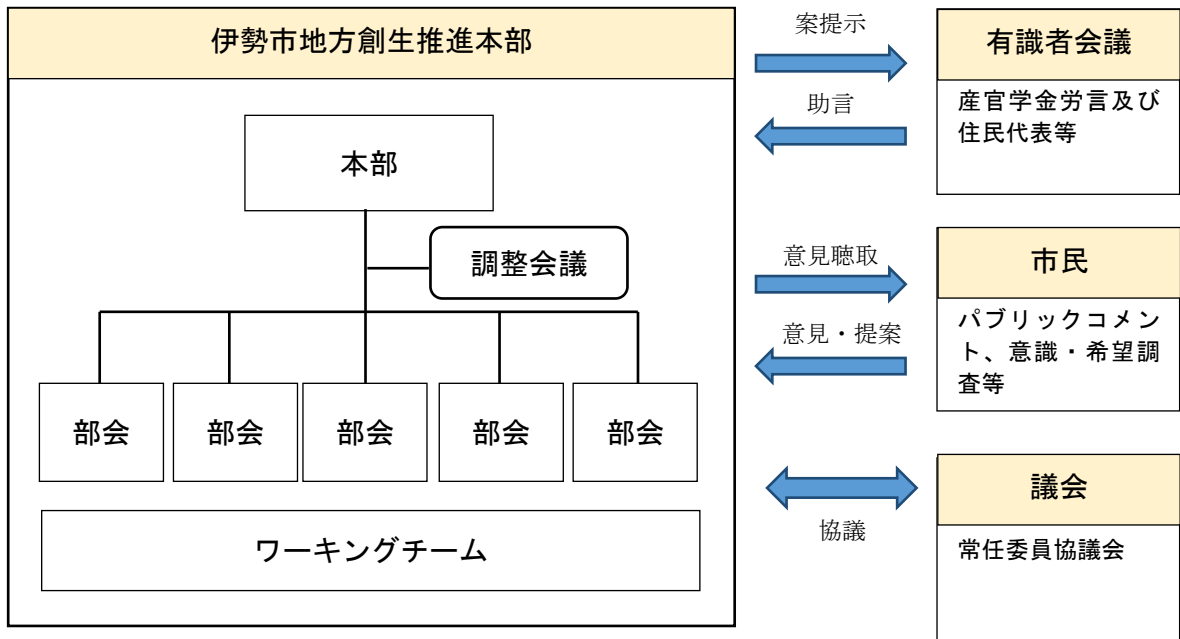 伊勢市地方創生推進本部
本部
調整会議
部会
部会
部会
部会
部会
ワーキングチーム
案提示
助言
有識者会議
産官学金労言及び
住民代表等
意見聴取
意見・提案
市民
パブリックコメン
ト、意識・希望調
査等
協議
議会
常任委員協議会